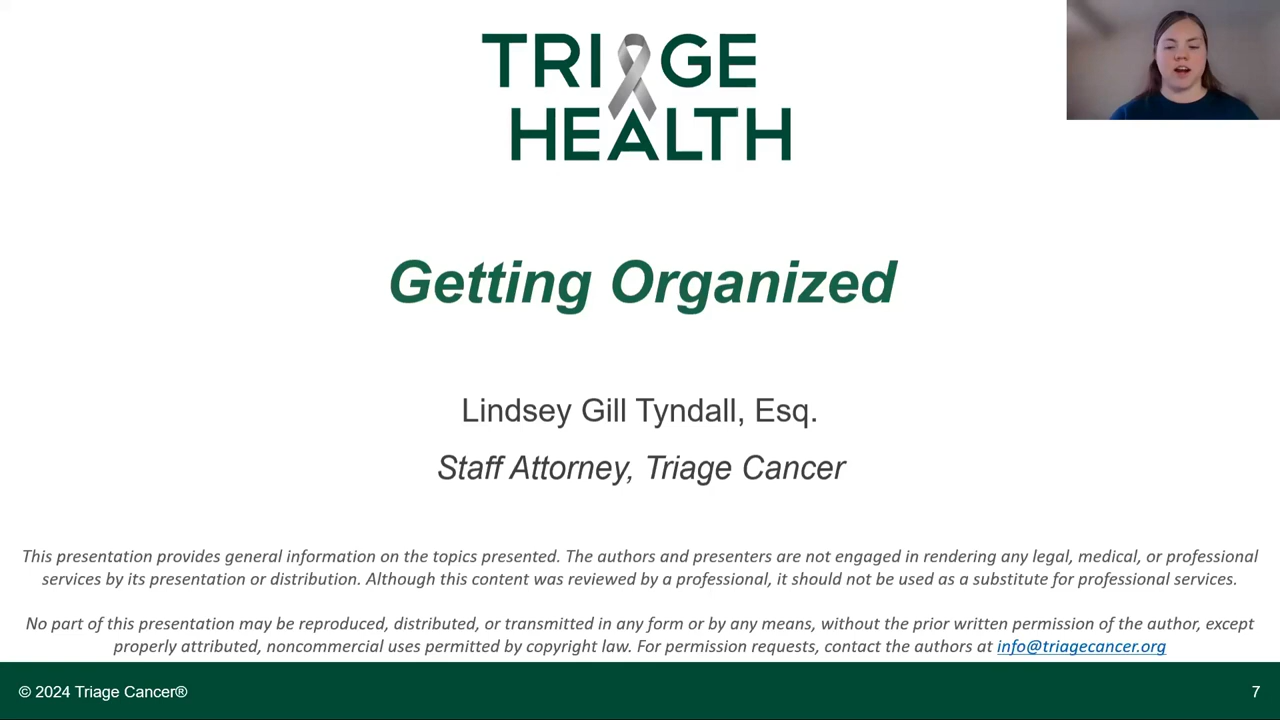 TRIAGE
HEALTH
Getting Organized
Lindsey Gill Tyndall, Esq.
Staff Attorney, Triage Cancer
This presentation provides general information on the topics presented. The authors and presenters are not engaged in rendering any legal, medical, or professional
services by its presentation or distribution. Although this content was reviewed by a professional, it should not be used as a substitute for professional services.
No part of this presentation may be reproduced, distributed, or transmitted in any form or by any means, without the prior written permission of the author, except
properly attributed, noncommercial uses permitted by copyright law. For permission requests, contact the authors at info@triagecancer.org
© 2024 Triage Cancer®
7